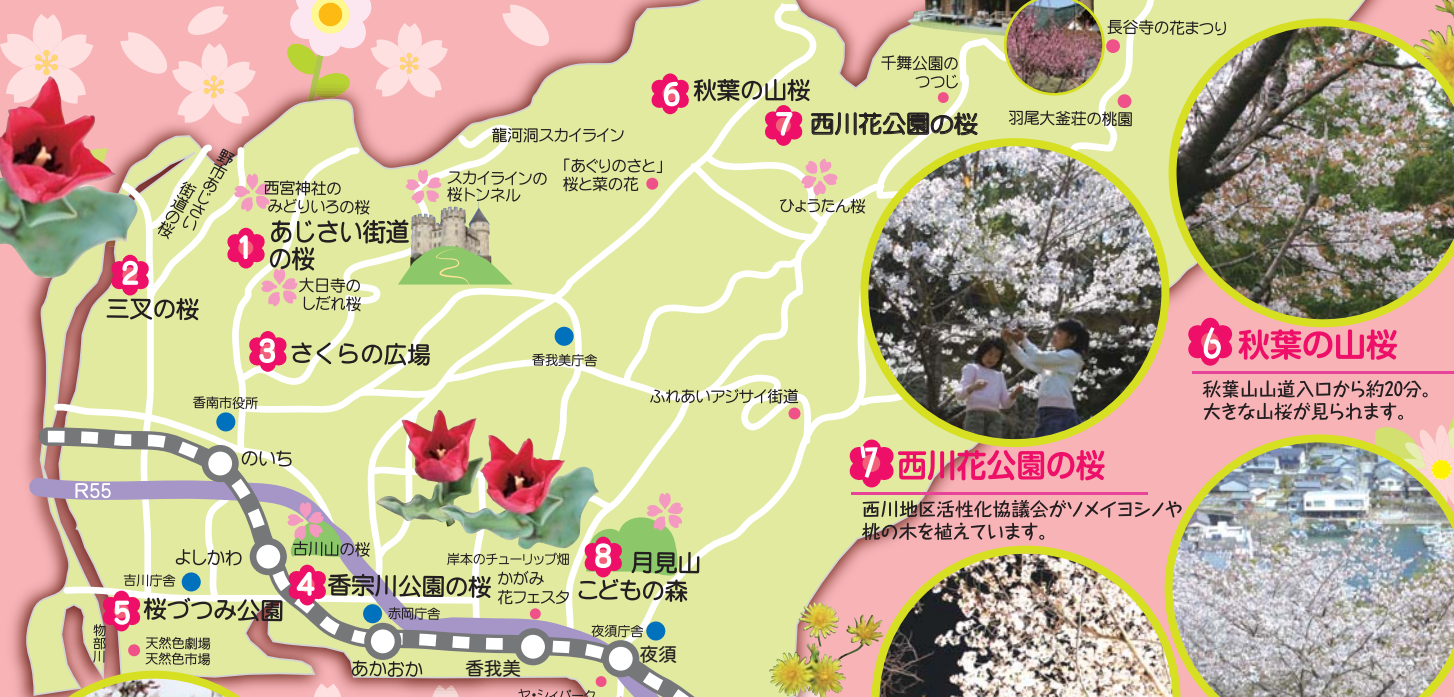 長谷寺の花まつり
千舞公園の
つつじ
羽尾大釜荘の桃園
6 秋葉の山桜
7 西川花公園の桜
龍河洞スカイライン
「あぐりのさと」
桜と菜の花
スカイラインの
桜トンネル
ひょうたん桜
野市あじさい
街道の桜
西宮神社の
みどりいろの桜
1 あじさい街道
の桜
2
三叉の桜
大日寺の
しだれ桜
3 さくらの広場
香我美庁舎
ふれあいアジサイ街道
香南市役所
のいち
R55
古川山の桜
よしかわ
吉川庁舎
岸本のチューリップ畑
かがみ
花フェスタ
4 香宗川公園の桜
8 月見山
こどもの森
5 桜づつみ公園
赤岡庁舎
物部川
天然色劇場
天然色市場
あかおか
香我美
夜須庁舎
夜須
ヤ・シィパーク
6 秋葉の山桜
秋葉山山道入口から約20分。
大きな山桜が見られます。
7 西川花公園の桜
西川地区活性化協議会がソメイヨシノや
桃の木を植えています。